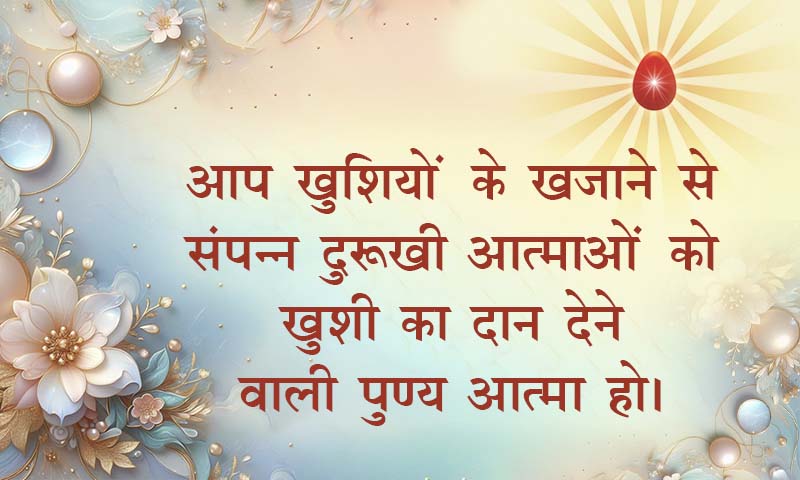 आप खुशियों के खजाने से
संपन्न दुरूखी आत्माओं को
खुशी का दान देने
वाली पुण्य आत्मा हो।